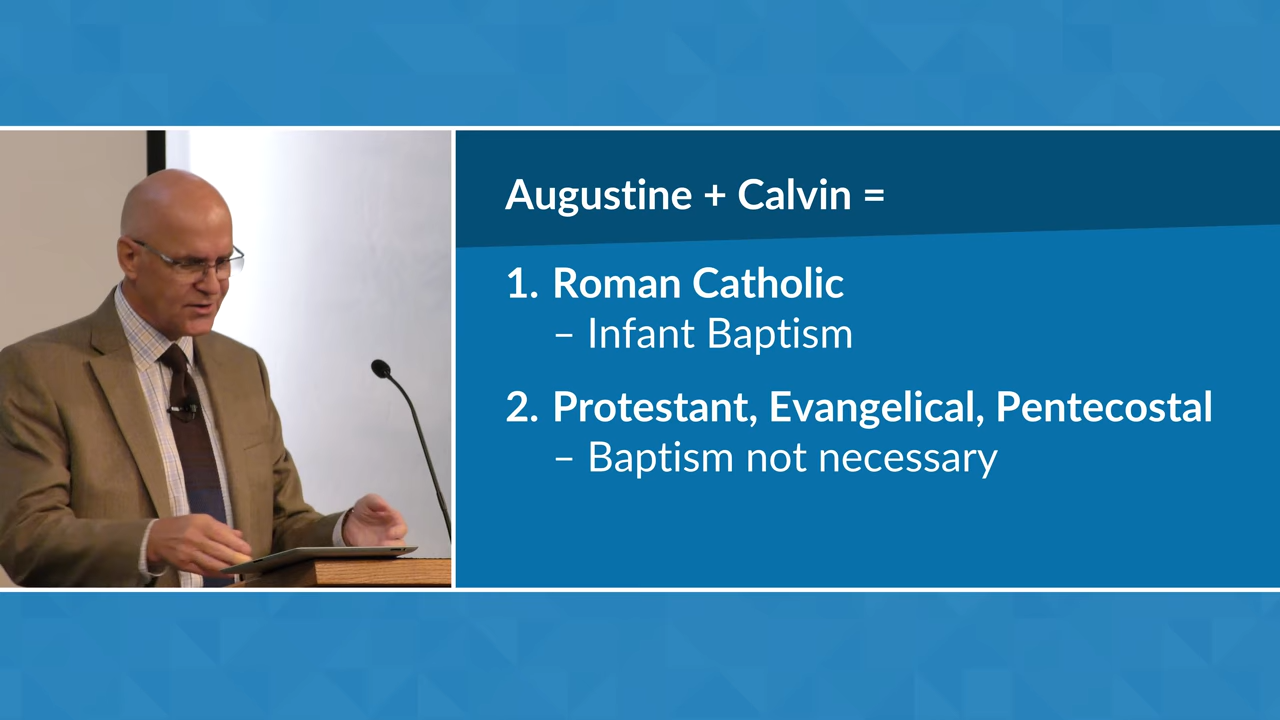 Augustine + Calvin =
1. Roman Catholic
– Infant Baptism
2. Protestant, Evangelical, Pentecostal
– Baptism not necessary